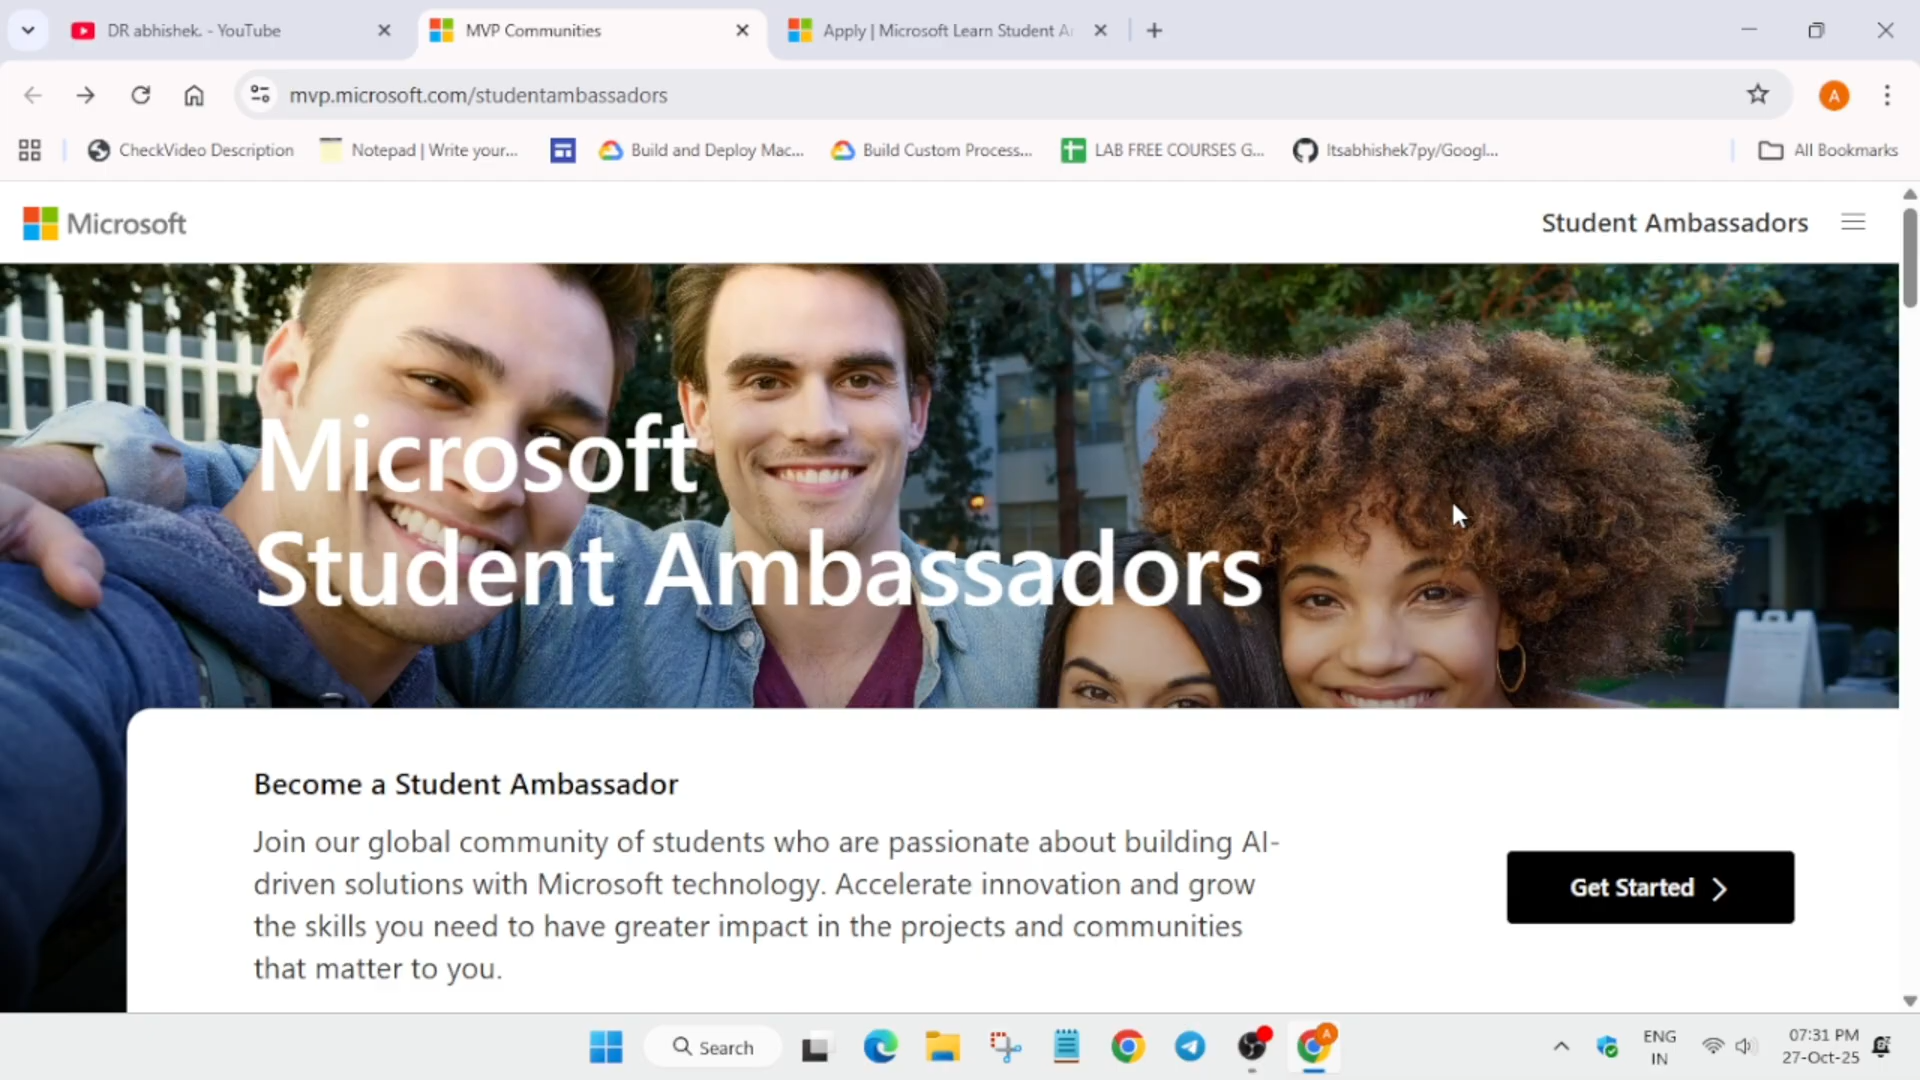 DR abhishek. - YouTube
MVP Communities
Apply | Microsoft Learn Student A
mvp.microsoft.com/studentambassadors
A
CheckVideo Description
Notepad | Write your...
Build and Deploy Mac...
Build Custom Process...
LAB FREE COURSES G...
Itsabhishek7py/Googl...
All Bookmarks
Microsoft
Student Ambassadors
Microsoft
Student Ambassadors
Become a Student Ambassador
Join our global community of students who are passionate about building AI-
driven solutions with Microsoft technology. Accelerate innovation and grow
the skills you need to have greater impact in the projects and communities
that matter to you.
Get Started
Search
A
ENG
IN
07:31 PM
27-Oct-25